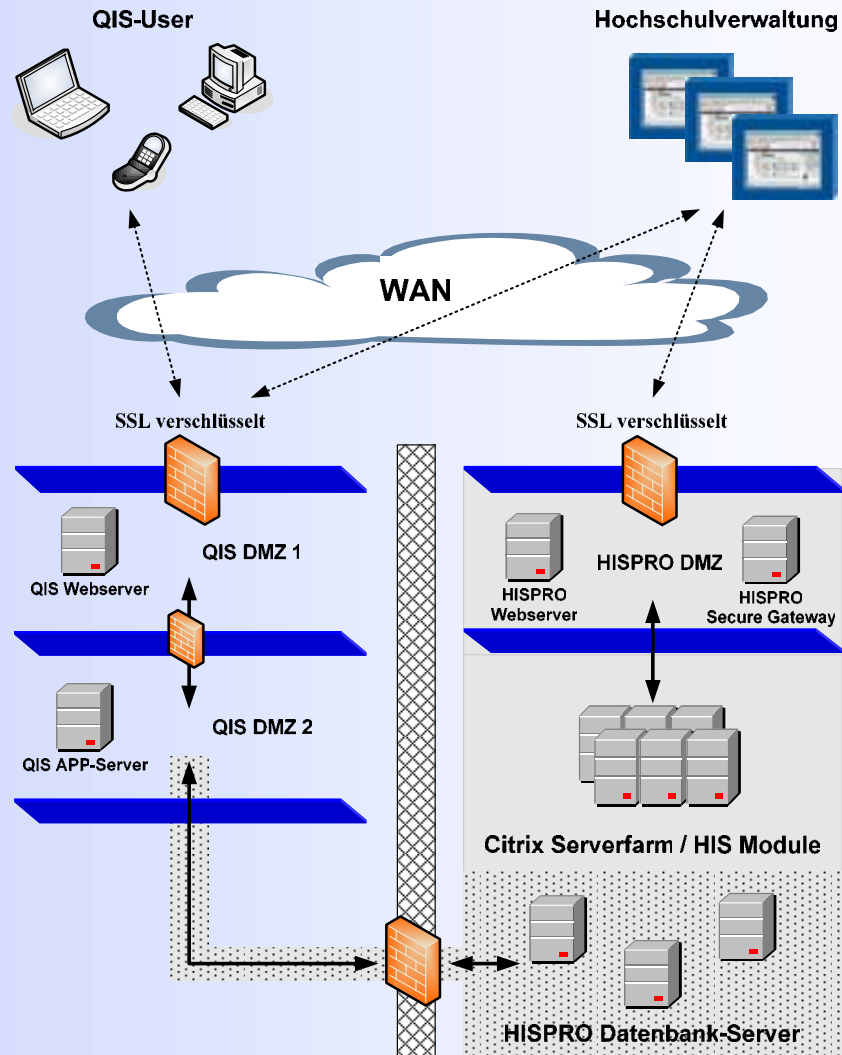 QIS-User
Hochschulverwaltung
WAN
SSL verschlüsselt
SSL verschlüsselt
QIS Webserver
QIS DMZ 1
HISPRO
Webserver
HISPRO DMZ
HISPRO
Secure Gateway
QIS APP-Server
QIS DMZ 2
Citrix Serverfarm / HIS Module
HISPRO Datenbank-Server